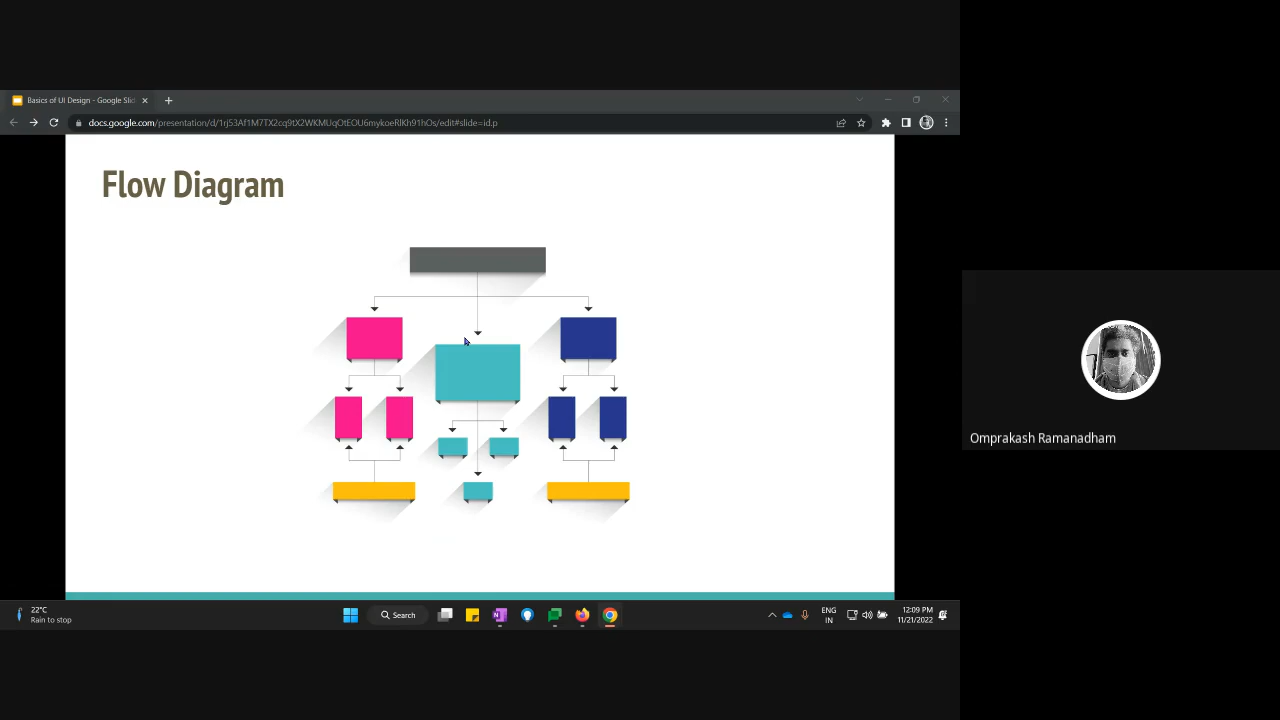 Basics of UI Design - Google Slid
docs.google.com/presentation/d/1rj53Af1M7TX2cq9tX2WKMUqOtEOU6mykoeRlKh91hOs/edit#slide=id.p
Flow Diagram
Omprakash Ramanadham
22°C
Rain to stop
Search
ENG
IN
12:09 PM
11/21/2022